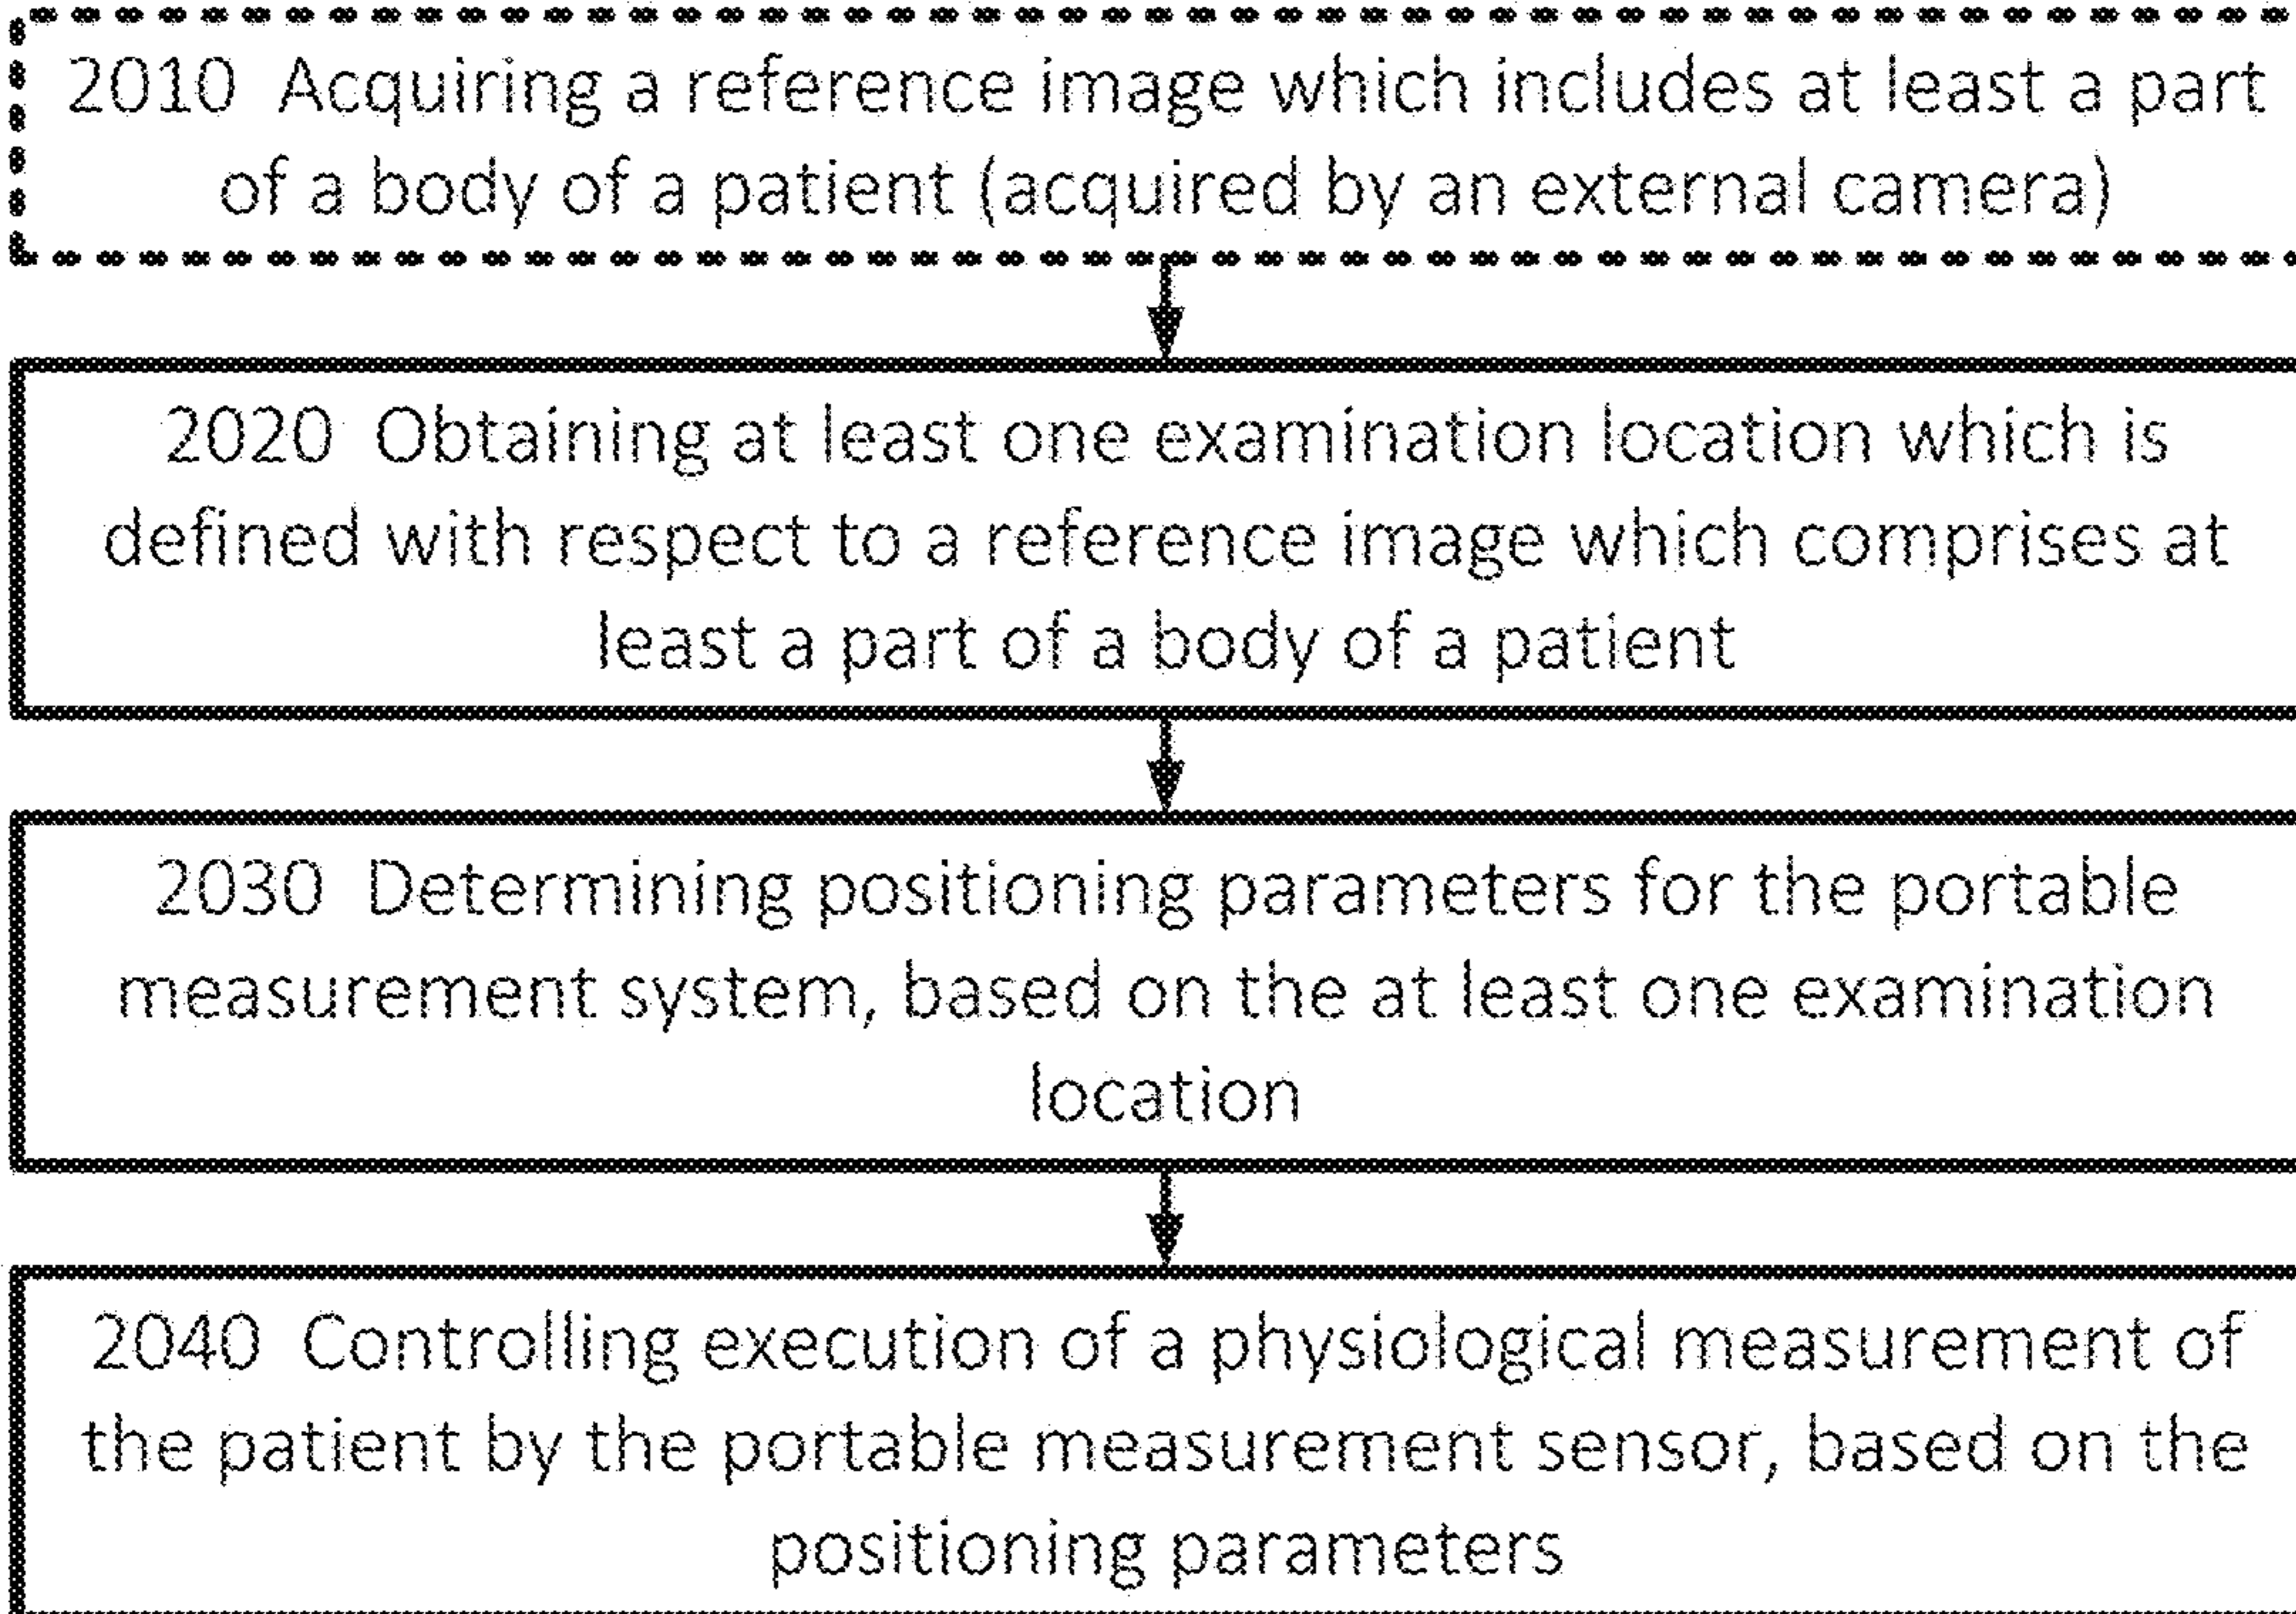 2010 Acquiring a reference image which includes at least a part
of a body of a patient (acquired by an external camera)
2020 Obtaining at least one examination location which is
defined with respect to a reference image which comprises at
least a part of a body of a patient
2030 Determining positioning parameters for the portable
measurement system, based on the at least one examination
location
2040 Controlling execution of a physiological measurement of
the patient by the portable measurement sensor, based on the
positioning parameters